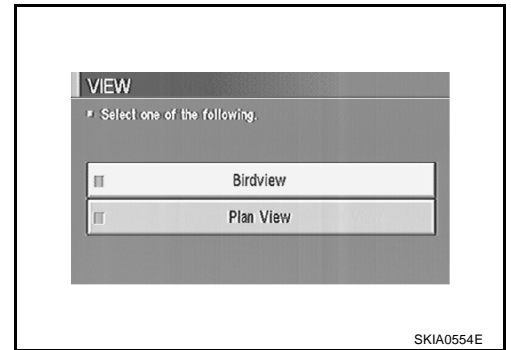 VIEW
Select one of the following.
Birdview
Plan View
SKIA0554E